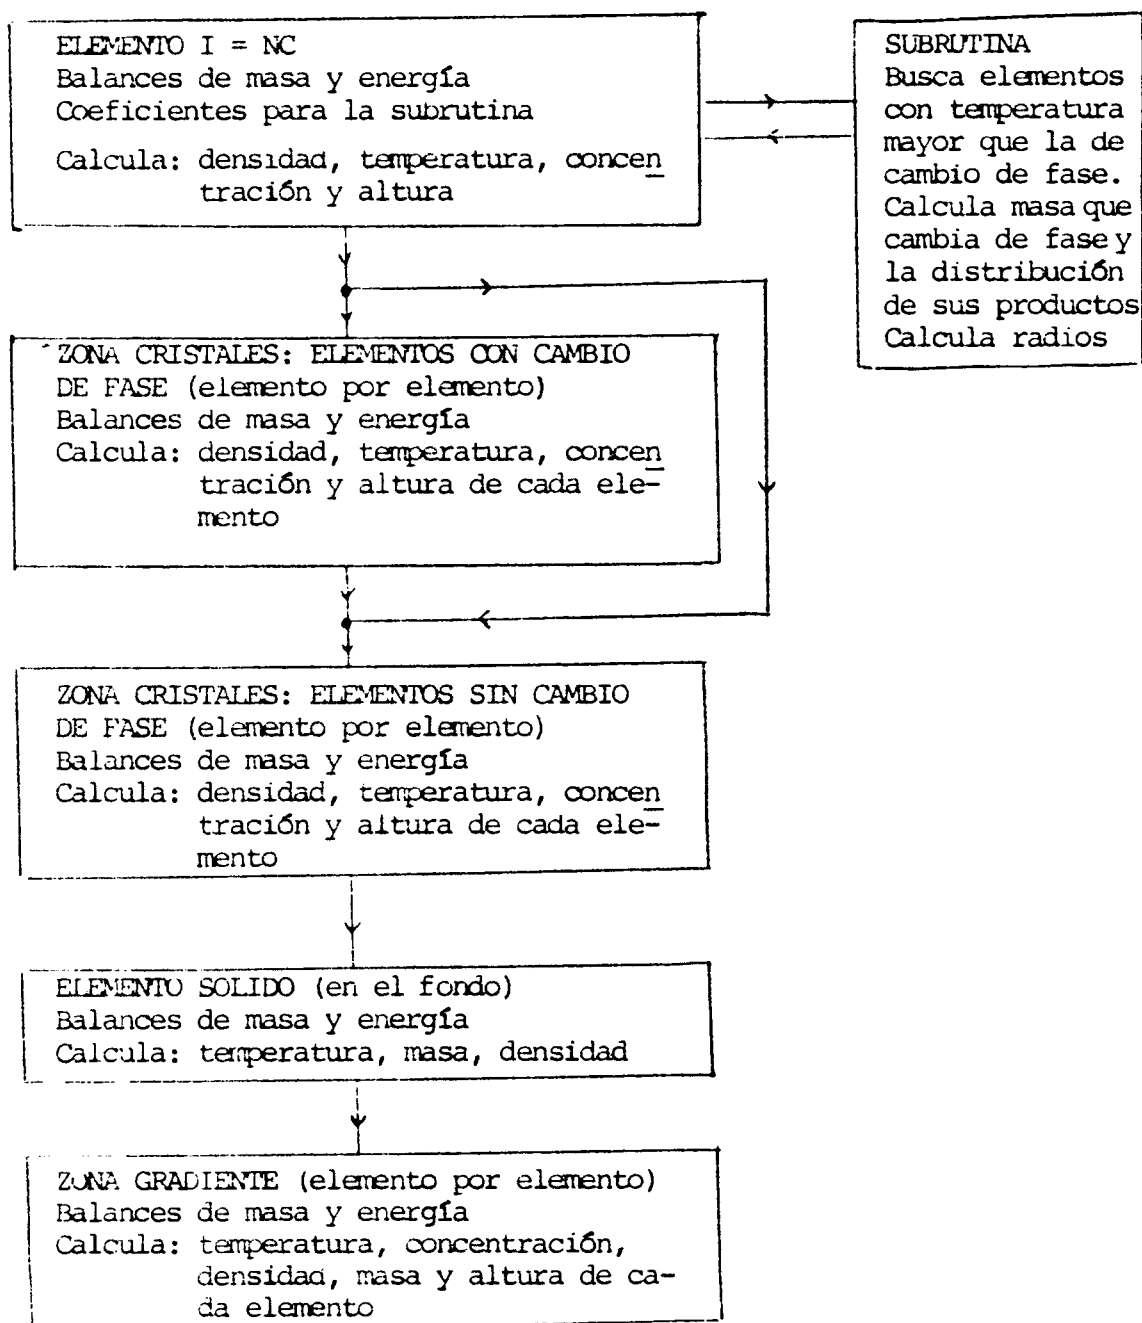 ELEMENTO I = NC
Balances de masa y energía
Coeficientes para la subrutina
Calcula: densidad, temperatura, concen
tración y altura
SUBRUTINA
Busca elementos
con temperatura
mayor que la de
cambio de fase.
Calcula masa que
cambia de fase y
la distribución
de sus productos
Calcula radios
ZONA CRISTALES: ELEMENTOS CON CAMBIO
DE FASE (elemento por elemento)
Balances de masa y energía
Calcula: densidad, temperatura, concen
tración y altura de cada ele-
mento
ZONA CRISTALES: ELEMENTOS SIN CAMBIO
DE FASE (elemento por elemento)
Balances de masa y energía
Calcula: densidad, temperatura, concen
tración y altura de cada ele-
mento
ELEMENTO SOLIDO (en el fondo)
Balances de masa y energía
Calcula: temperatura, masa, densidad
ZONA GRADIENTE (elemento por elemento)
Balances de masa y energía
Calcula: temperatura, concentración,
densidad, masa y altura de ca-
da elemento